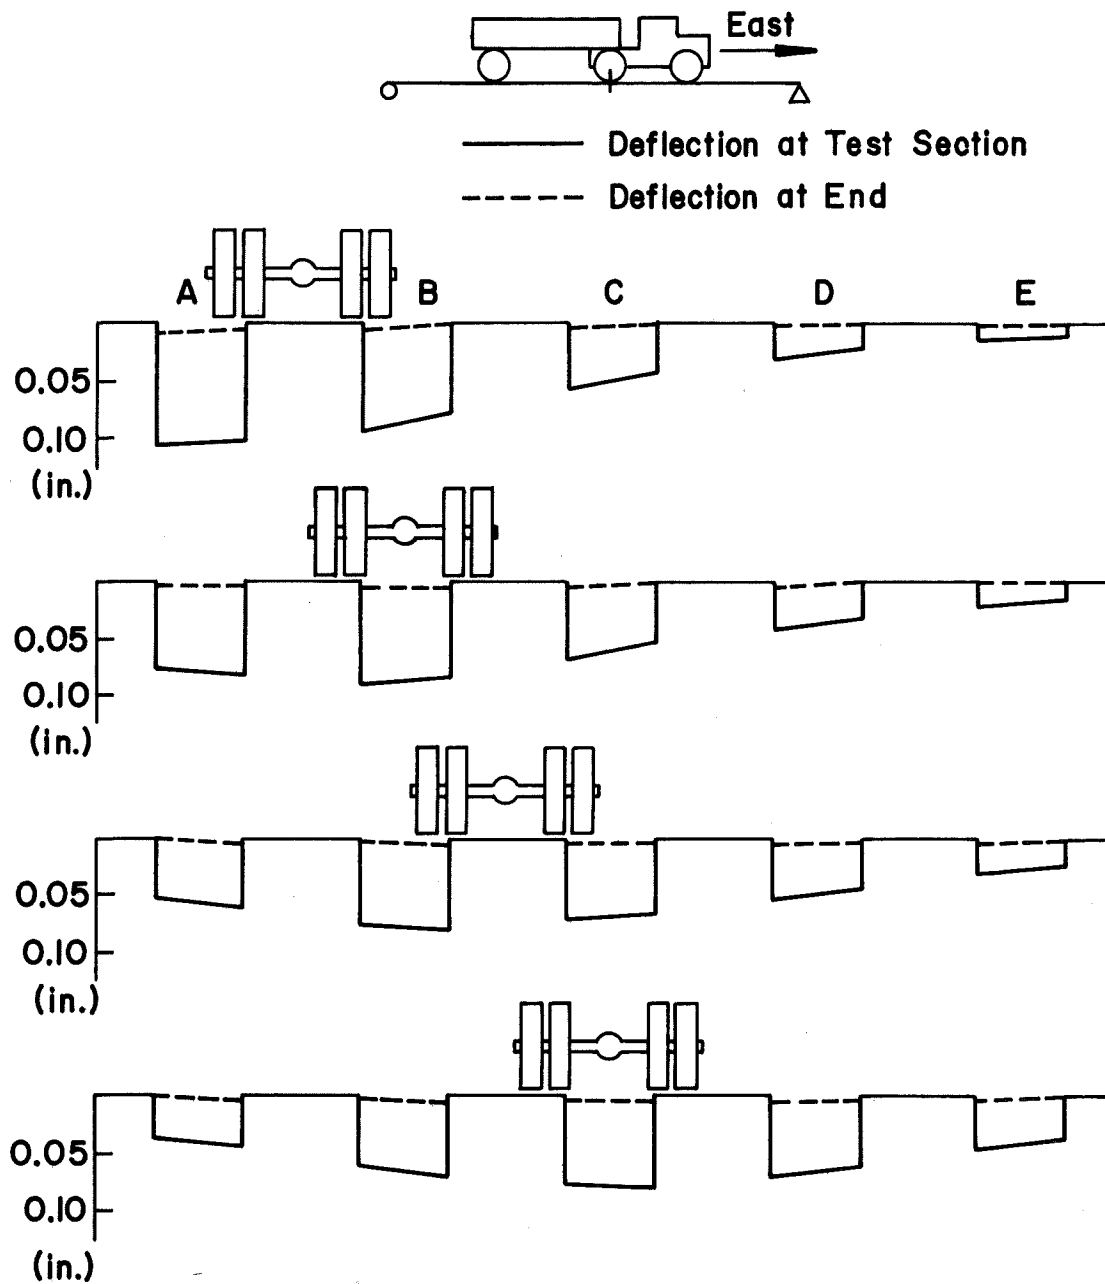 East
Deflection at Test Section
Deflection at End
A B C D E
0.05
0.10
(in.)
0.05
0.10
(in.)
0.05
0.10
(in.)
0.05
0.10
(in.)